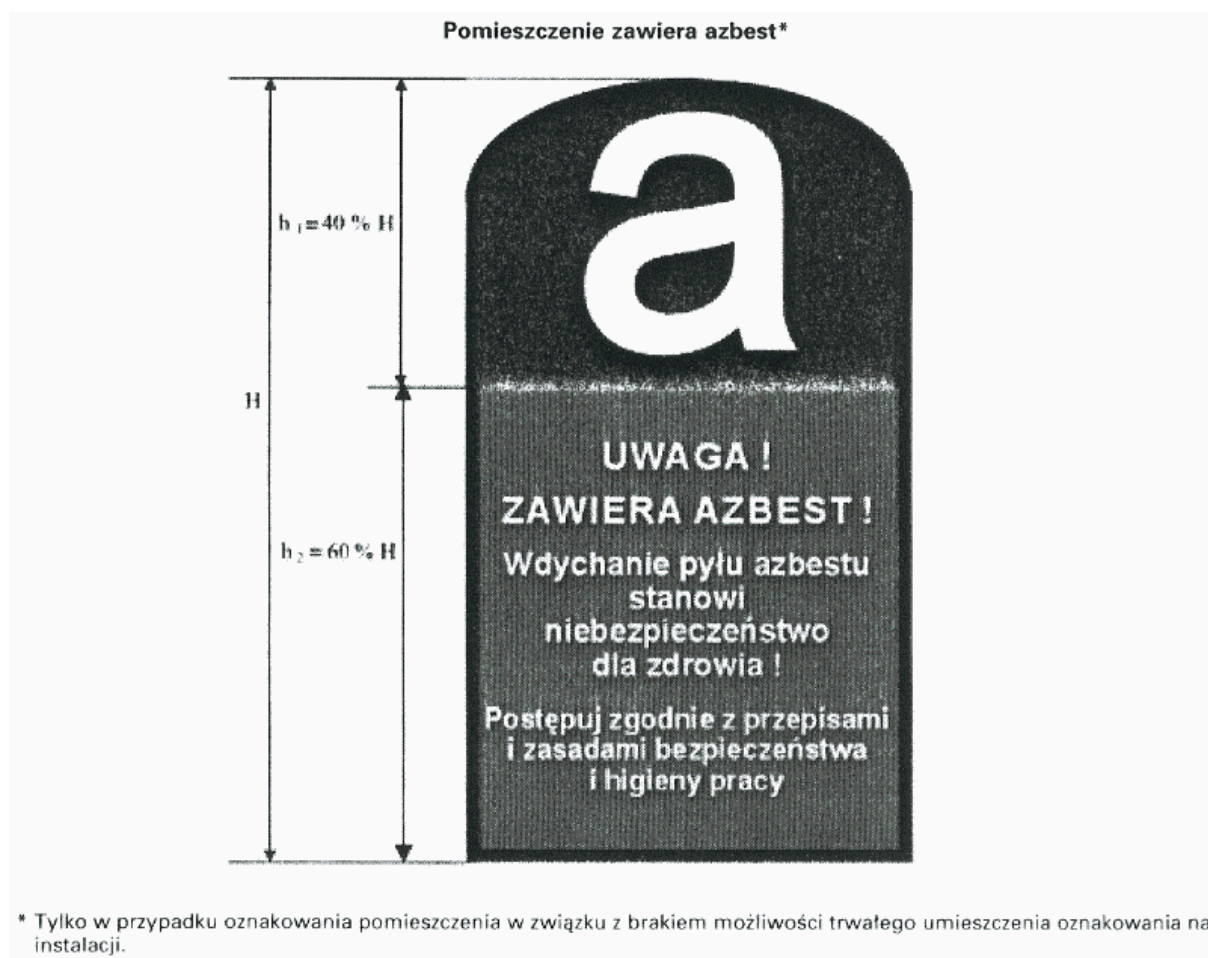 Pomieszczenie zawiera azbest*
a
h₁=40 % H
H
UWAGA !
ZAWIERA AZBEST !
h₂=60 % H
Wdychanie pyłu azbestu
stanowi
niebezpieczeństwo
dla zdrowia !
Postępuj zgodnie z przepisami
i zasadami bezpieczeństwa
i higieny pracy
* Tylko w przypadku oznakowania pomieszczenia w związku z brakiem możliwości trwałego umieszczenia oznakowania na
instalacji.